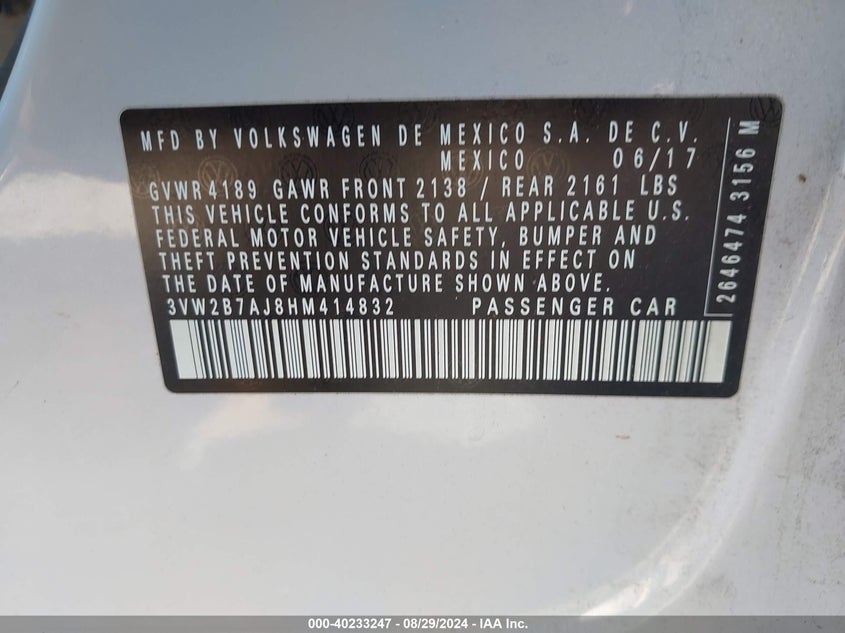 MFD BY VOLKSWAGEN DE MEXICO S.A. DE C.V.
MEXICO 06/17
GVWR 4189 GAWR FRONT 2138 / REAR 2161 LBS
THIS VEHICLE CONFORMS TO ALL APPLICABLE U.S.
FEDERAL MOTOR VEHICLE SAFETY, BUMPER AND
THEFT PREVENTION STANDARDS IN EFFECT ON
THE DATE OF MANUFACTURE SHOWN ABOVE.
3VW2B7AJ8HM414832 PASSENGER CAR
2646474 3156 M
000-40233247 - 08/29/2024 - IAA Inc.